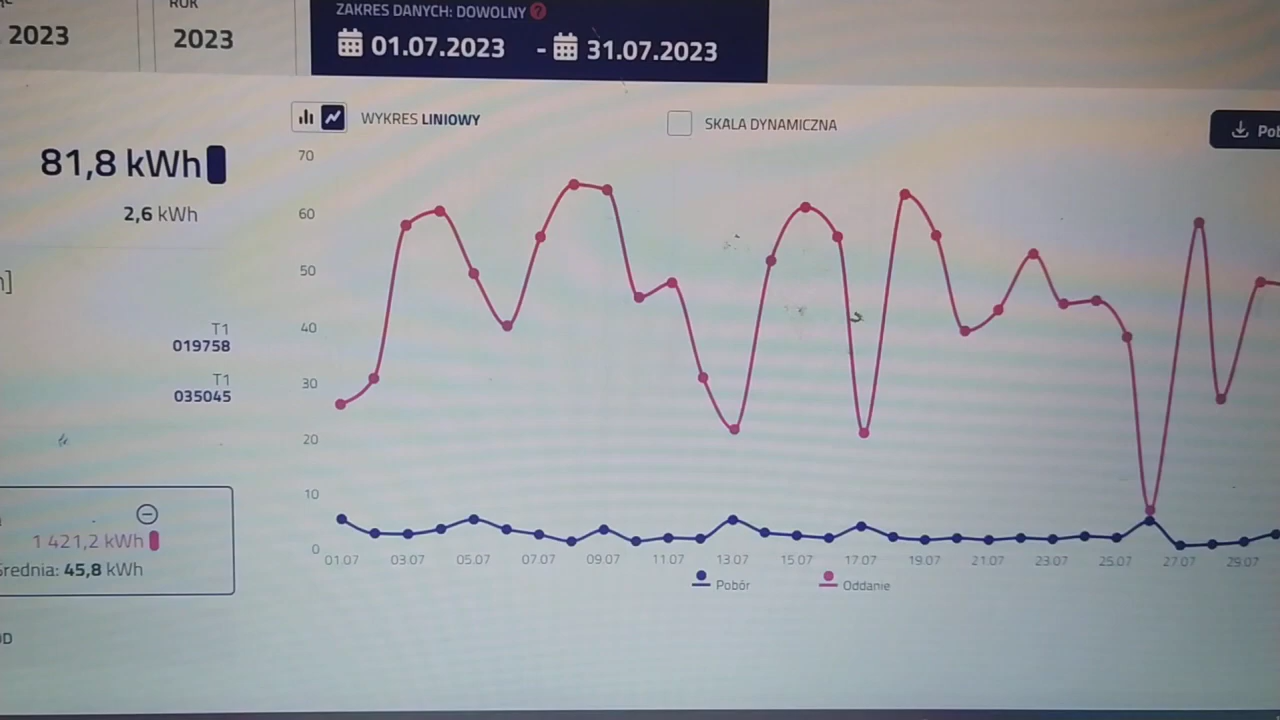 2023
ROK
2023
ZAKRES DANYCH: DOWOLNY ?
01.07.2023 - 31.07.2023
WYKRES LINIOWY
SKALA DYNAMICZNA
81,8 kWh
2,6 kWh
T1
019758
T1
035045
1 421,2 kWh
Średnia: 45,8 kWh
70
60
50
40
30
20
10
0
01.07 03.07 05.07 07.07 09.07 11.07 13.07 15.07 17.07 19.07 21.07 23.07 25.07 27.07 29.07
Pobór Oddanie